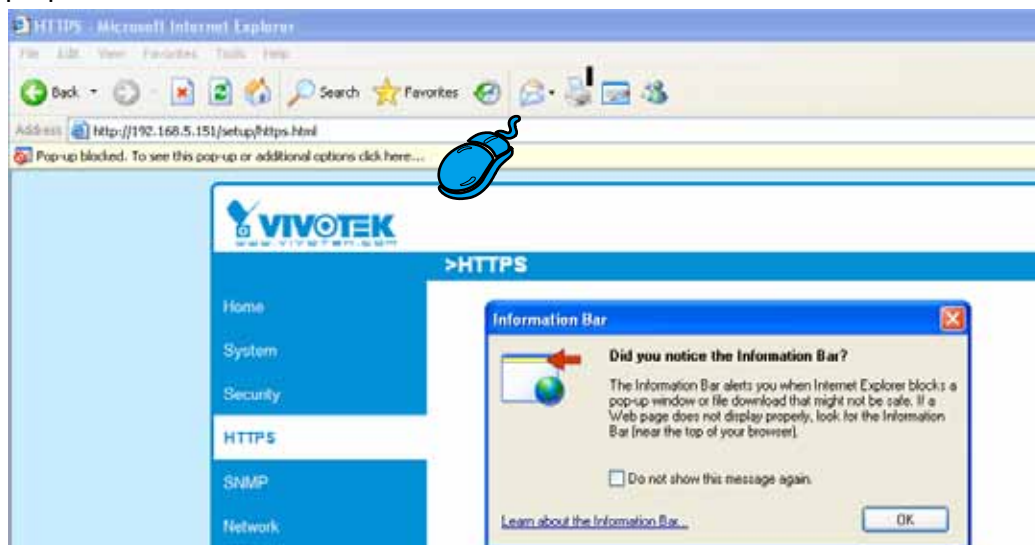 HTTPS - Microsoft Internet Explorer
File Edit View Favorites Tools Help
Back Search Favorites
Address http://192.168.5.151/setup/https.html
Pop-up blocked. To see this pop-up or additional options click here...
VIVOTEK
www.vivotek.com
>HTTPS
Home
System
Security
HTTPS
SNMP
Network
Information Bar
Did you notice the Information Bar?
The Information Bar alerts you when Internet Explorer blocks a
pop-up window or file download that might not be safe. If a
Web page does not display properly, look for the Information
Bar (near the top of your browser).
Do not show this message again.
Learn about the Information Bar...
OK